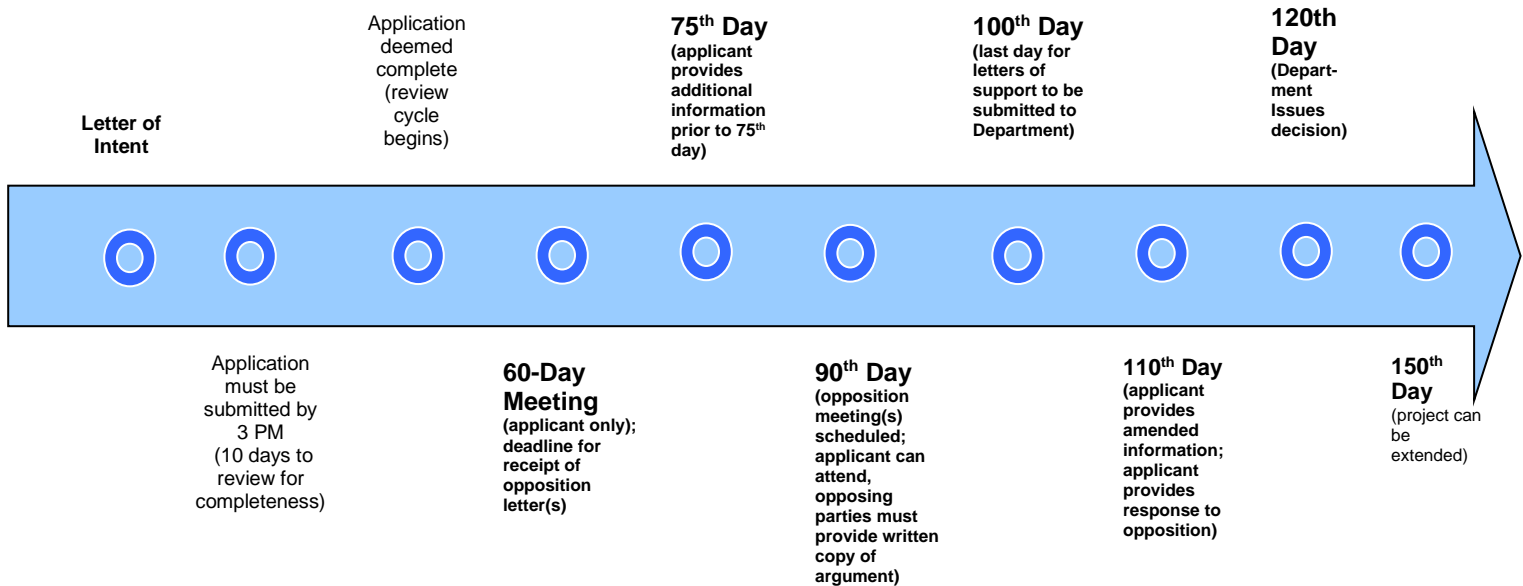 Letter of
Intent
Application
must be
submitted by
3 PM
(10 days to
review for
completeness)
Application
deemed
complete
(review
cycle
begins)
60-Day
Meeting
(applicant only);
deadline for
receipt of
opposition
letter(s)
75th Day
(applicant
provides
additional
information
prior to 75th
day)
90th Day
(opposition
meeting(s)
scheduled;
applicant can
attend,
opposing
parties must
provide written
copy of
argument)
100th Day
(last day for
letters of
support to be
submitted to
Department)
110th Day
(applicant
provides
amended
information;
applicant
provides
response to
opposition)
120th
Day
(Depart-
ment
Issues
decision)
150th
Day
(project can
be
extended)